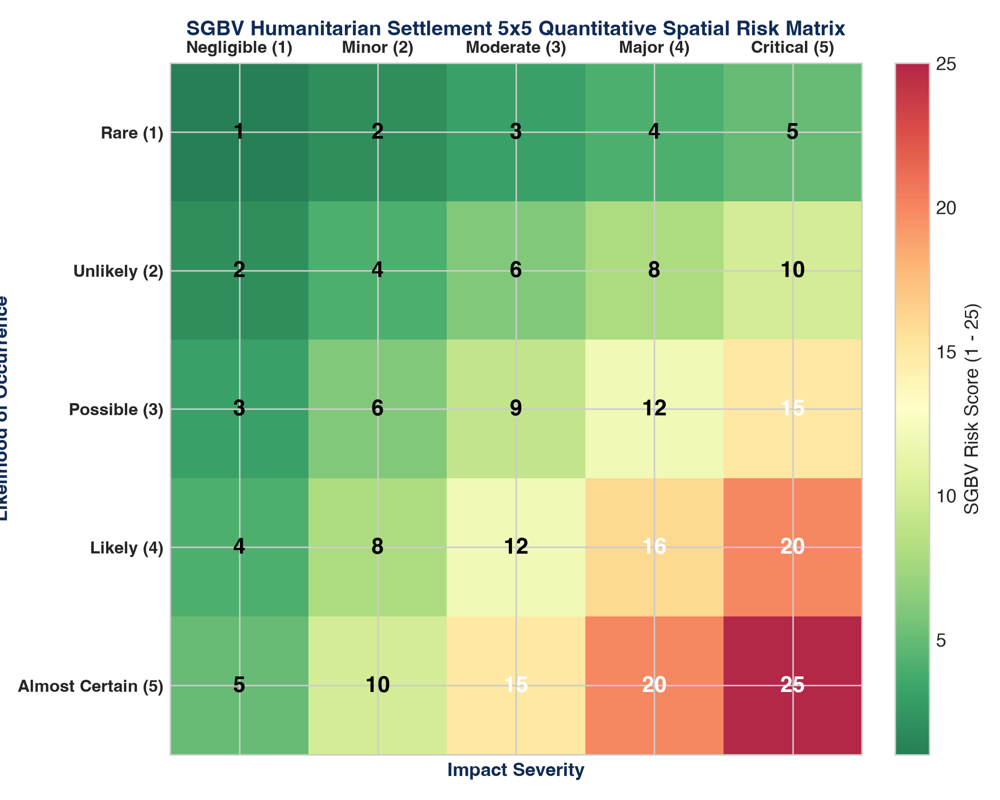 SGBV Humanitarian Settlement 5x5 Quantitative Spatial Risk Matrix
Negligible (1) Minor (2) Moderate (3) Major (4) Critical (5)
Rare (1) 1 2 3 4 5
Unlikely (2) 2 4 6 8 10
Possible (3) 3 6 9 12 15
Likely (4) 4 8 12 16 20
Almost Certain (5) 5 10 15 20 25
Likelihood of Occurrence
Impact Severity
25
20
15
10
5
SGBV Risk Score (1 - 25)